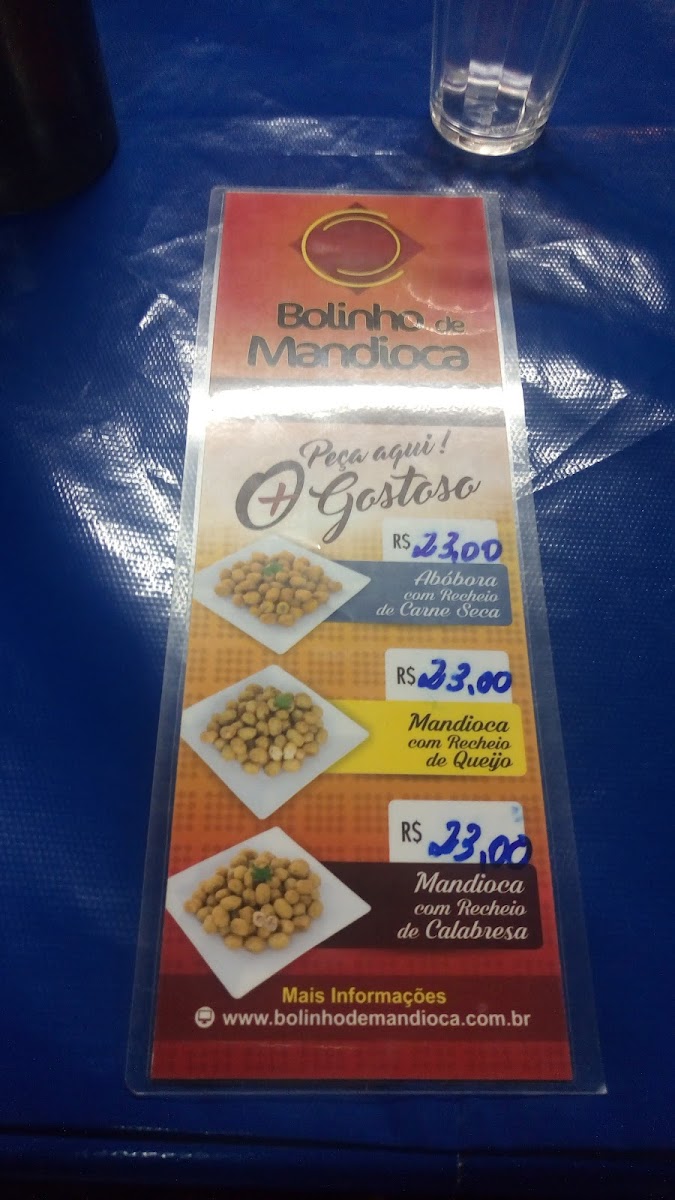 Bolinho de
Mandioca
Peça aqui!
O + Gostoso
R$ 23,00
Abóbora
com Recheio
de Carne Seca
R$ 23,00
Mandioca
com Recheio
de Queijo
R$ 23,00
Mandioca
com Recheio
de Calabresa
Mais Informações
www.bolinhodemandioca.com.br